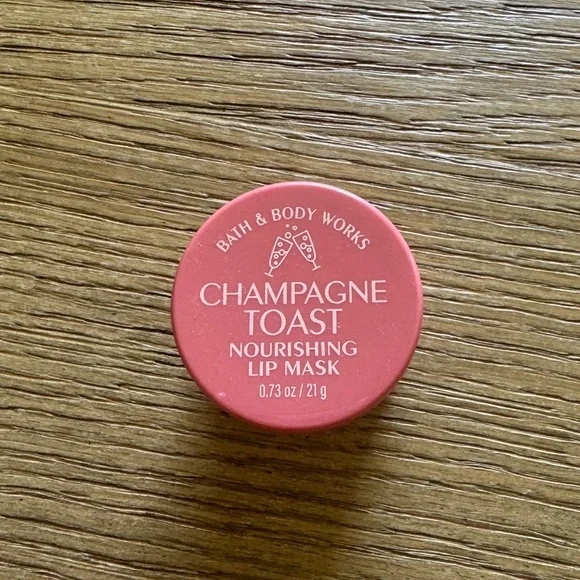 BATH & BODY WORKS
CHAMPAGNE
TOAST
NOURISHING
LIP MASK
0.73 oz / 21 g